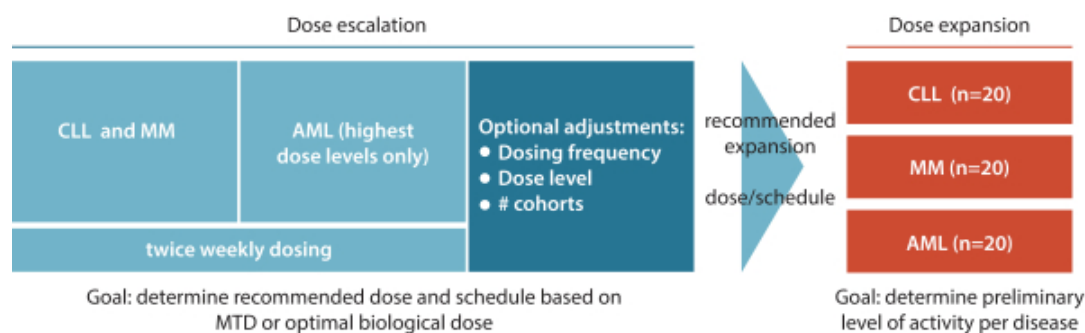 Dose escalation
Dose expansion
CLL and MM
AML (highest
dose levels only)
Optional adjustments:
● Dosing frequency
● Dose level
● # cohorts
twice weekly dosing
recommended
expansion
dose/schedule
CLL (n=20)
MM (n=20)
AML (n=20)
Goal: determine recommended dose and schedule based on
MTD or optimal biological dose
Goal: determine preliminary
level of activity per disease